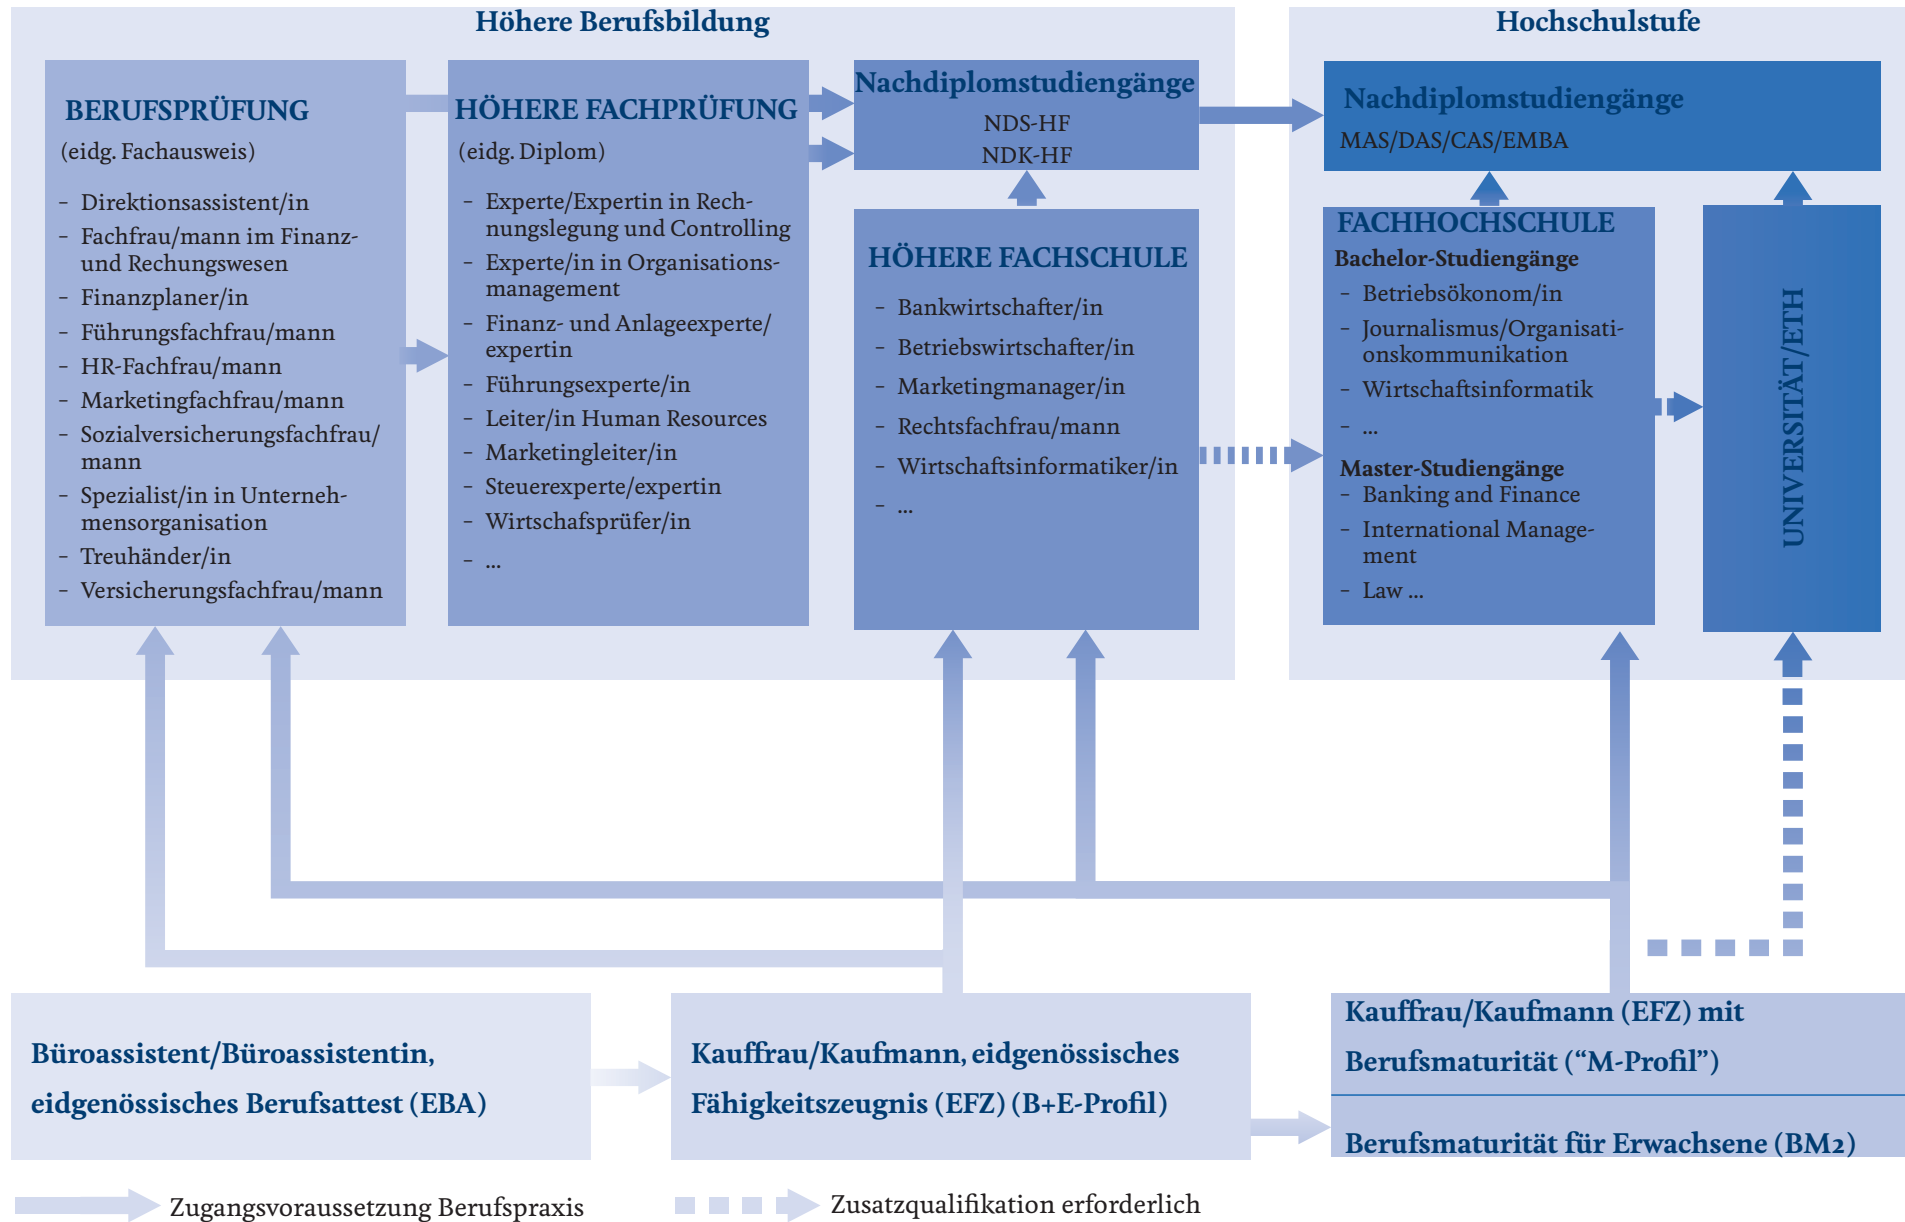 Höhere Berufsbildung
BERUFSPRÜFUNG
(eidg. Fachausweis)
- Direktionsassistent/in
- Fachfrau/mann im Finanz-
und Rechungswesen
- Finanzplaner/in
- Führungsfachfrau/mann
- HR-Fachfrau/mann
- Marketingfachfrau/mann
- Sozialversicherungsfachfrau/
mann
- Spezialist/in in Unterneh-
mensorganisation
- Treuhänder/in
- Versicherungsfachfrau/mann
HÖHERE FACHPRÜFUNG
(eidg. Diplom)
- Experte/Expertin in Rech-
nungslegung und Controlling
- Experte/in in Organisations-
management
- Finanz- und Anlageexperte/
expertin
- Führungsexperte/in
- Leiter/in Human Resources
- Marketingleiter/in
- Steuerexperte/expertin
- Wirtschafsprüfer/in
- ...
Nachdiplomstudiengänge
NDS-HF
NDK-HF
HÖHERE FACHSCHULE
- Bankwirtschafter/in
- Betriebswirtschafter/in
- Marketingmanager/in
- Rechtsfachfrau/mann
- Wirtschaftsinformatiker/in
- ...
Hochschulstufe
Nachdiplomstudiengänge
MAS/DAS/CAS/EMBA
FACHHOCHSCHULE
Bachelor-Studiengänge
- Betriebsökonom/in
- Journalismus/Organisati-
onskommunikation
- Wirtschaftsinformatik
- ...
Master-Studiengänge
- Banking and Finance
- International Manage-
ment
- Law ...
UNIVERSITÄT/ETH
Büroassistent/Büroassistentin,
eidgenössisches Berufsattest (EBA)
Kauffrau/Kaufmann, eidgenössisches
Fähigkeitszeugnis (EFZ) (B+E-Profil)
Kauffrau/Kaufmann (EFZ) mit
Berufsmaturität (“M-Profil”)
Berufsmaturität für Erwachsene (BM2)
Zugangsvoraussetzung Berufspraxis
Zusatzqualifikation erforderlich